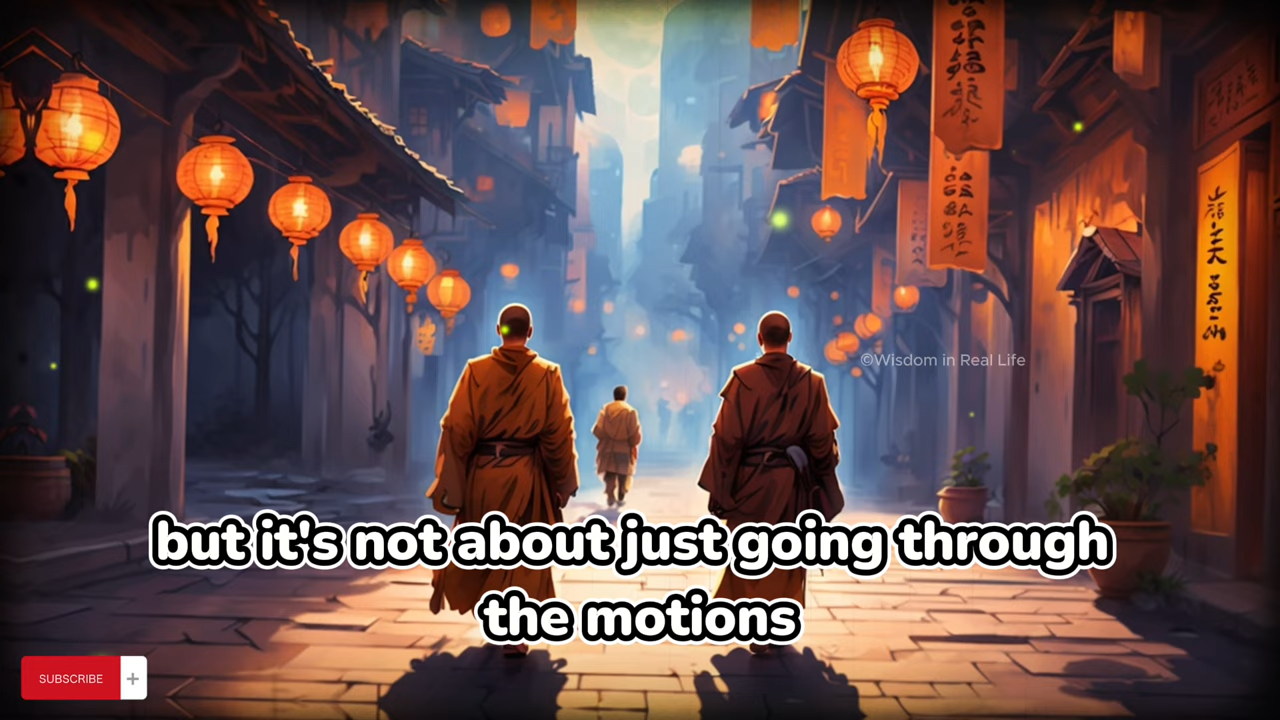 ©Wisdom in Real Life
but it's not about just going through
the motions
SUBSCRIBE +